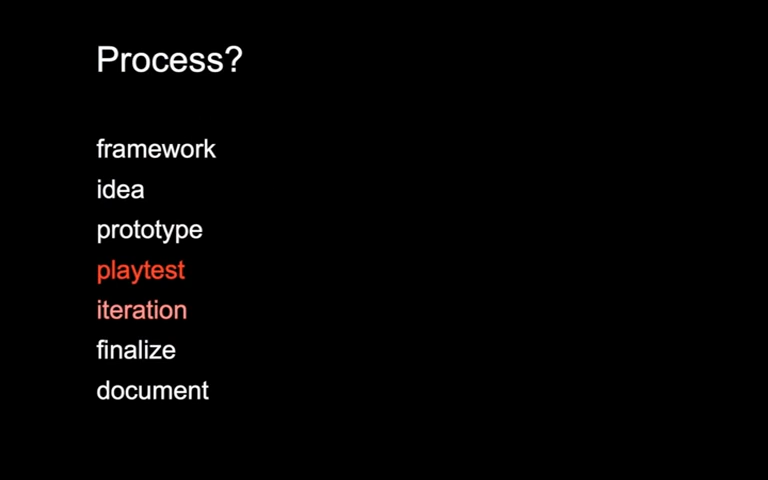 Process?
framework
idea
prototype
playtest
iteration
finalize
document